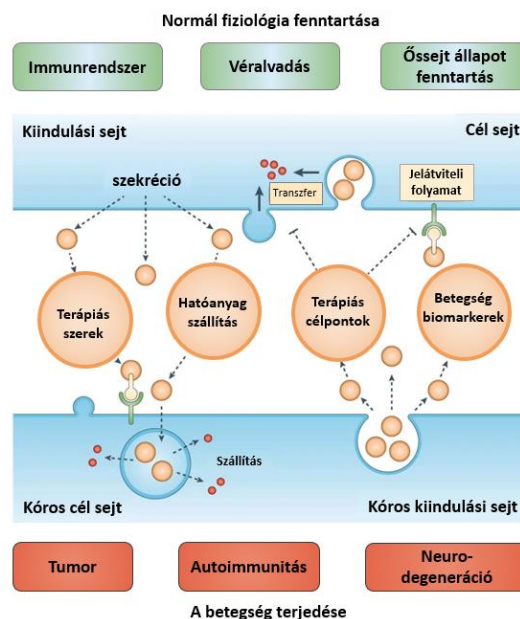 Normál fiziológia fenntartása
Immunrendszer
Véralvadás
Őssejt állapot
fenntartás
Kiindulási sejt
Cél sejt
szekréció
Transzfer
Jelátviteli
folyamat
Terápiás
szerek
Hatóanyag
szállítás
Terápiás
célpontok
Betegség
biomarkerek
Szállítás
Kóros cél sejt
Kóros kiindulási sejt
Tumor
Autoimmunitás
Neuro-
degeneráció
A betegség terjedése